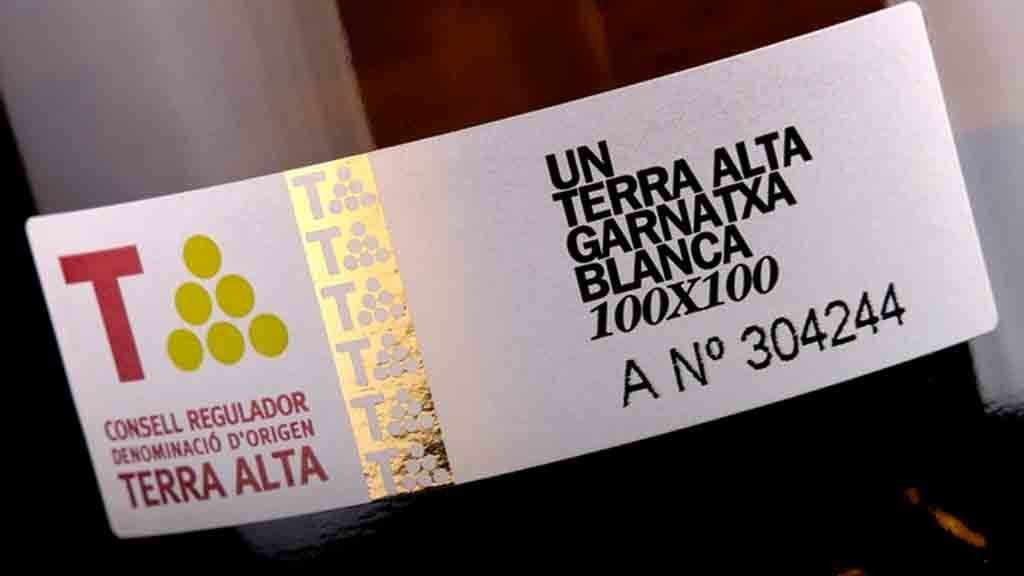 T
CONSELL REGULADOR
DENOMINACIÓ D'ORIGEN
TERRA ALTA
T
T
T
T
T
T
UN
TERRA ALTA
GARNATXA
BLANCA
100X100
A Nº 304244